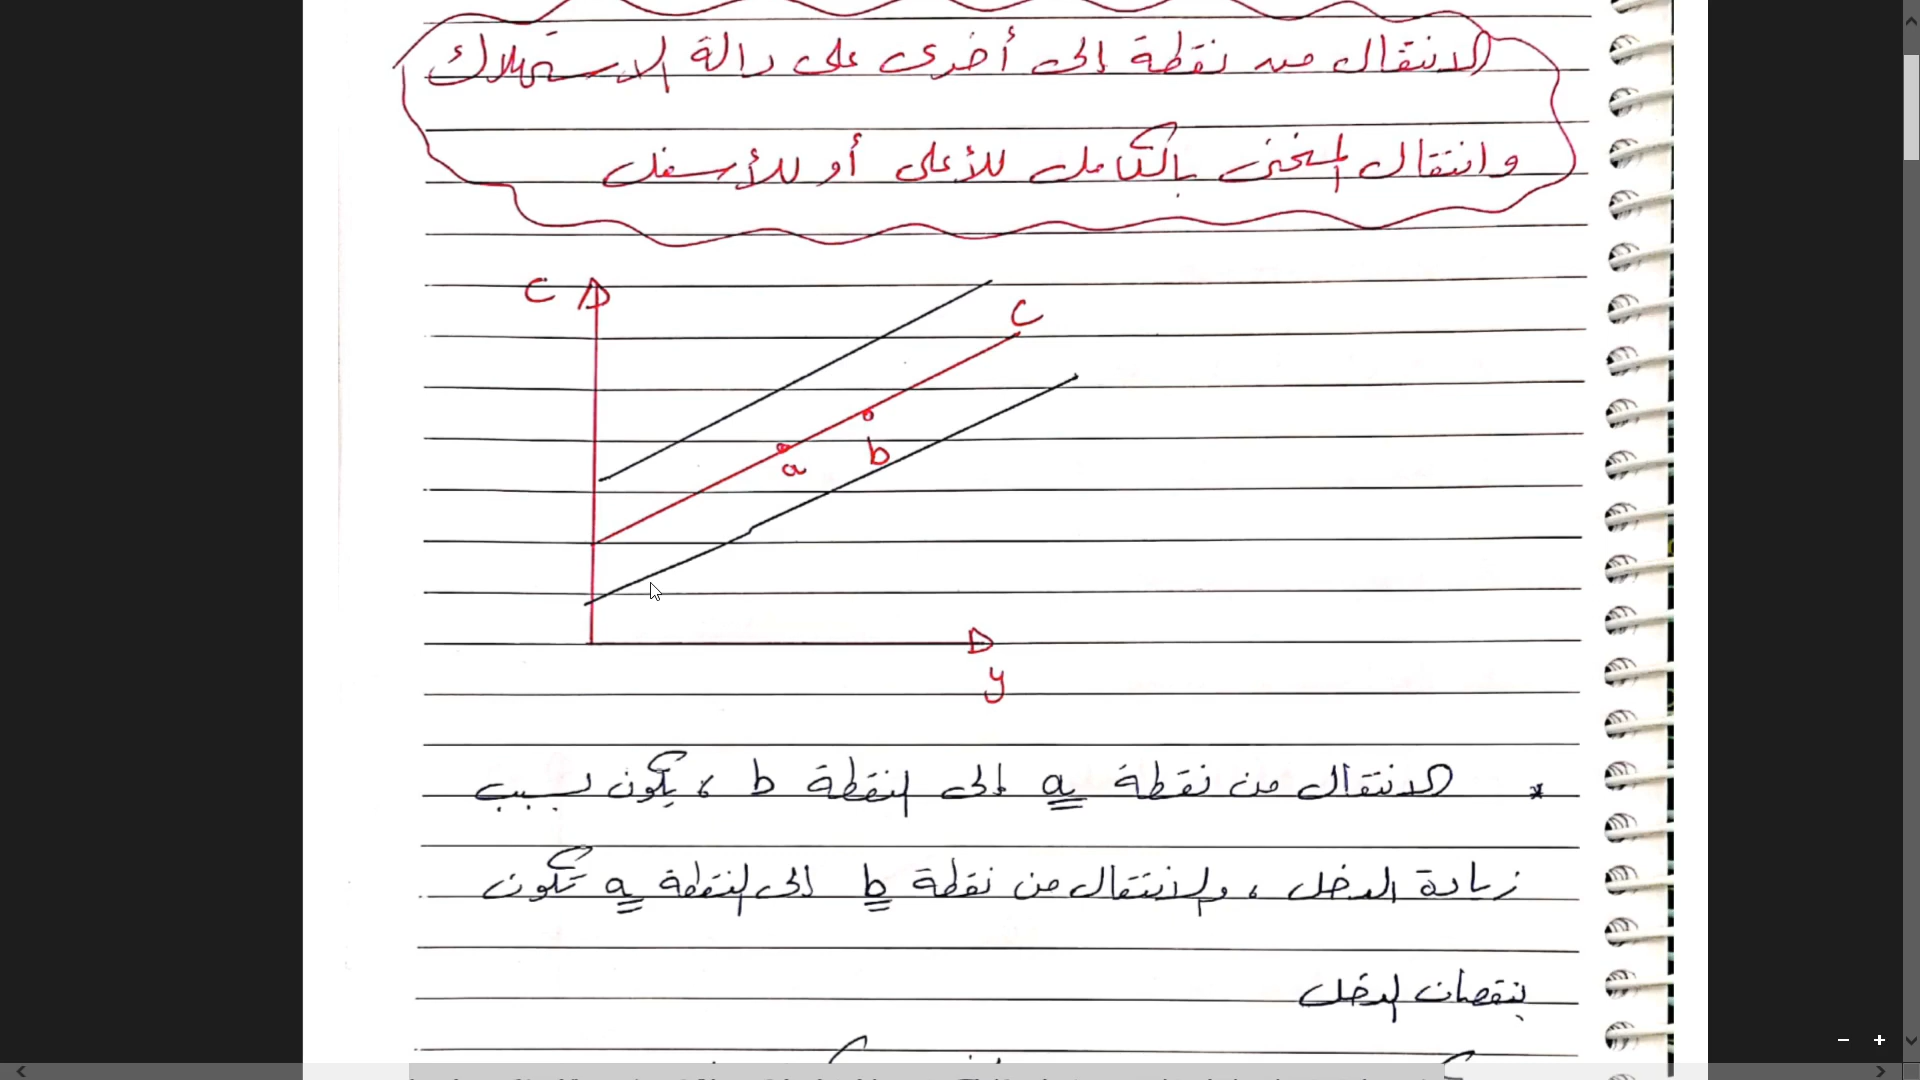 الانتقال من نقطة إلى أخرى على دالة الاستهلاك
وانتقال المنحنى بالكامل للأعلى أو للأسفل
C
C
a
b
y
* الانتقال من نقطة a إلى النقطة b ، يكون بسبب
زيادة الدخل ، والانتقال من نقطة b إلى النقطة a تكون
بنقصان الدخل